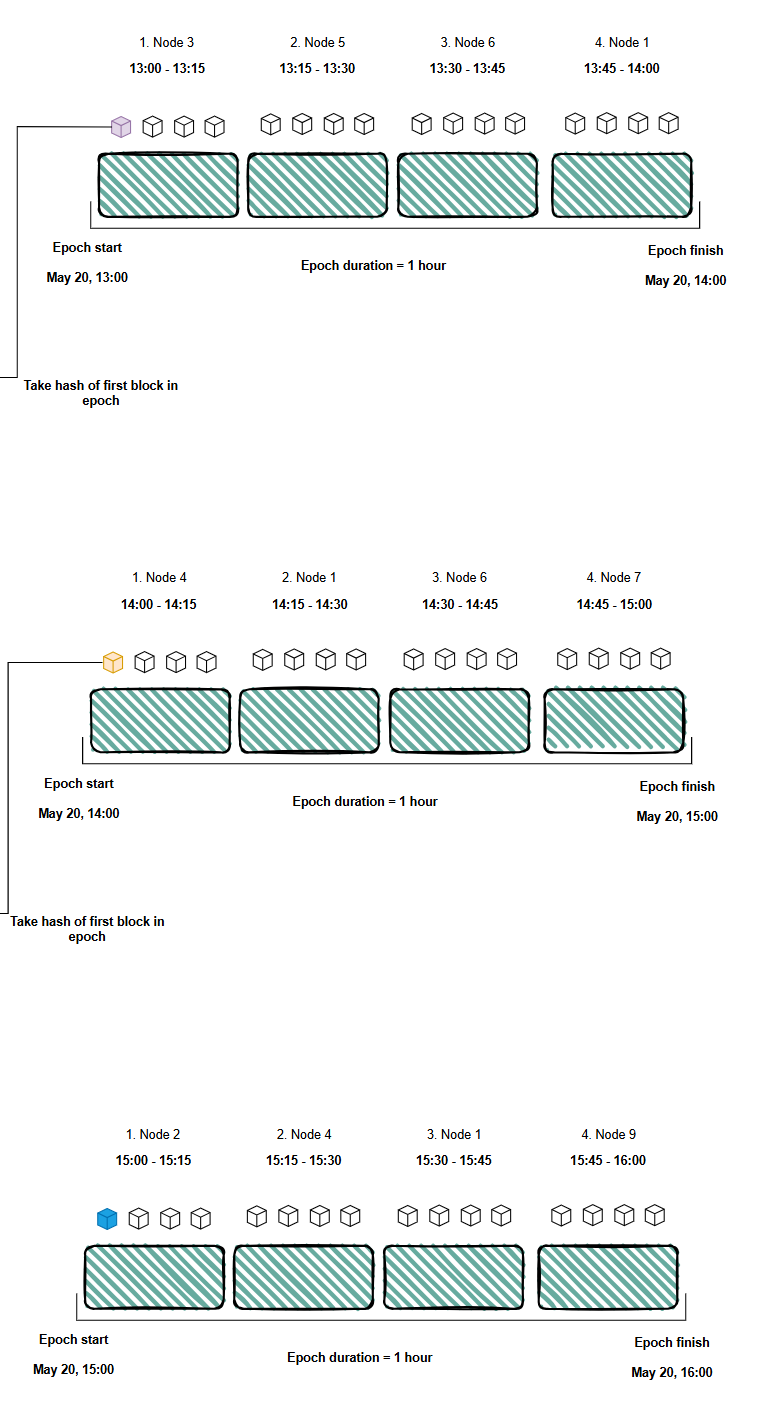 1. Node 3
2. Node 5
3. Node 6
4. Node 1
13:00 - 13:15
13:15 - 13:30
13:30 - 13:45
13:45 - 14:00
Epoch start
May 20, 13:00
Epoch duration = 1 hour
Epoch finish
May 20, 14:00
Take hash of first block in
epoch
1. Node 4
2. Node 1
3. Node 6
4. Node 7
14:00 - 14:15
14:15 - 14:30
14:30 - 14:45
14:45 - 15:00
Epoch start
May 20, 14:00
Epoch duration = 1 hour
Epoch finish
May 20, 15:00
Take hash of first block in
epoch
1. Node 2
2. Node 4
3. Node 1
4. Node 9
15:00 - 15:15
15:15 - 15:30
15:30 - 15:45
15:45 - 16:00
Epoch start
May 20, 15:00
Epoch duration = 1 hour
Epoch finish
May 20, 16:00